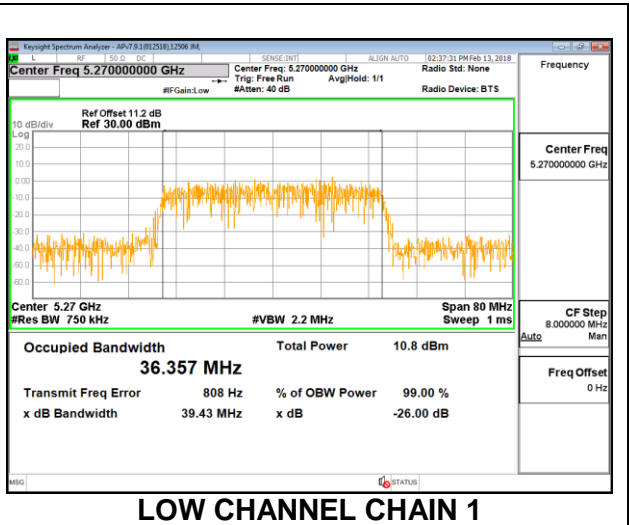 Keysight Spectrum Analyzer - APv7.9.1(012518),12506 JM,
L RF 50 Ω DC SENSE:INT ALIGN AUTO 02:37:31 PM Feb 13, 2018
Center Freq 5.270000000 GHz Center Freq: 5.270000000 GHz Radio Std: None Frequency
Trig: Free Run Avg|Hold: 1/1
#IFGain:Low #Atten: 40 dB Radio Device: BTS
Ref Offset 11.2 dB
10 dB/div Ref 30.00 dBm
Log
20.0
10.0
0.00
-10.0
-20.0
-30.0
-40.0
-50.0
-60.0
Center Freq
5.270000000 GHz
Center 5.27 GHz Span 80 MHz
#Res BW 750 kHz #VBW 2.2 MHz Sweep 1 ms
CF Step
8.000000 MHz
Auto Man
Occupied Bandwidth Total Power 10.8 dBm
36.357 MHz
Freq Offset
0 Hz
Transmit Freq Error 808 Hz % of OBW Power 99.00 %
x dB Bandwidth 39.43 MHz x dB -26.00 dB
MSG STATUS
LOW CHANNEL CHAIN 1